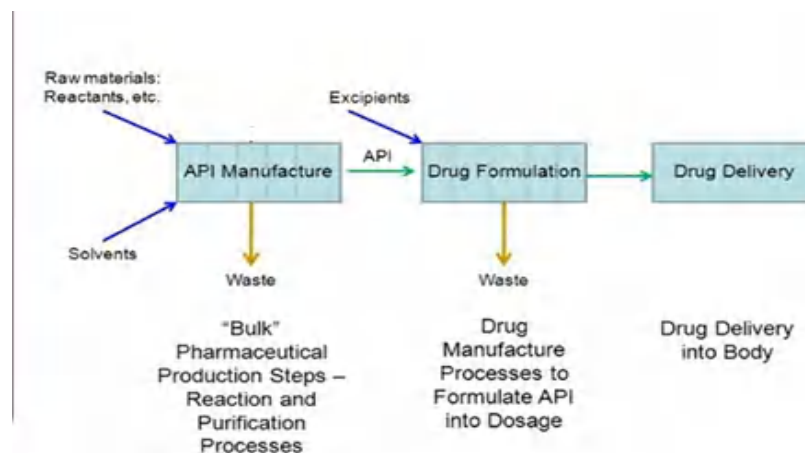 Raw materials:
Reactants, etc.
Excipients
API Manufacture
API
Drug Formulation
Drug Delivery
Solvents
Waste
Waste
"Bulk"
Pharmaceutical
Production Steps –
Reaction and
Purification
Processes
Drug
Manufacture
Processes to
Formulate API
into Dosage
Drug Delivery
into Body